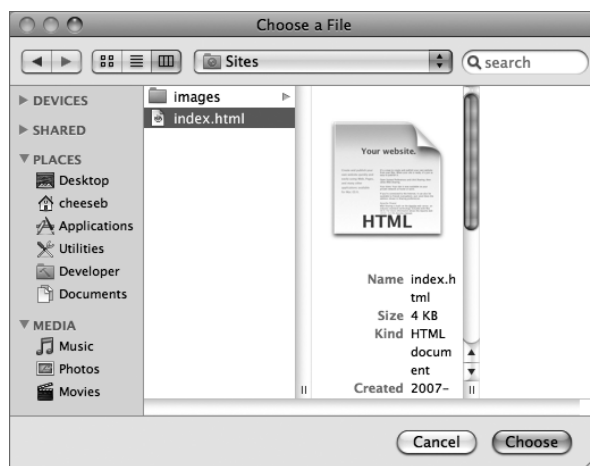 Choose a File
Sites
search
DEVICES
SHARED
PLACES
Desktop
cheeseb
Applications
Utilities
Developer
Documents
MEDIA
Music
Photos
Movies
images
index.html
Your website.
HTML
Name index.h
tml
Size 4 KB
Kind HTML
docum
ent
Created 2007-
Cancel
Choose